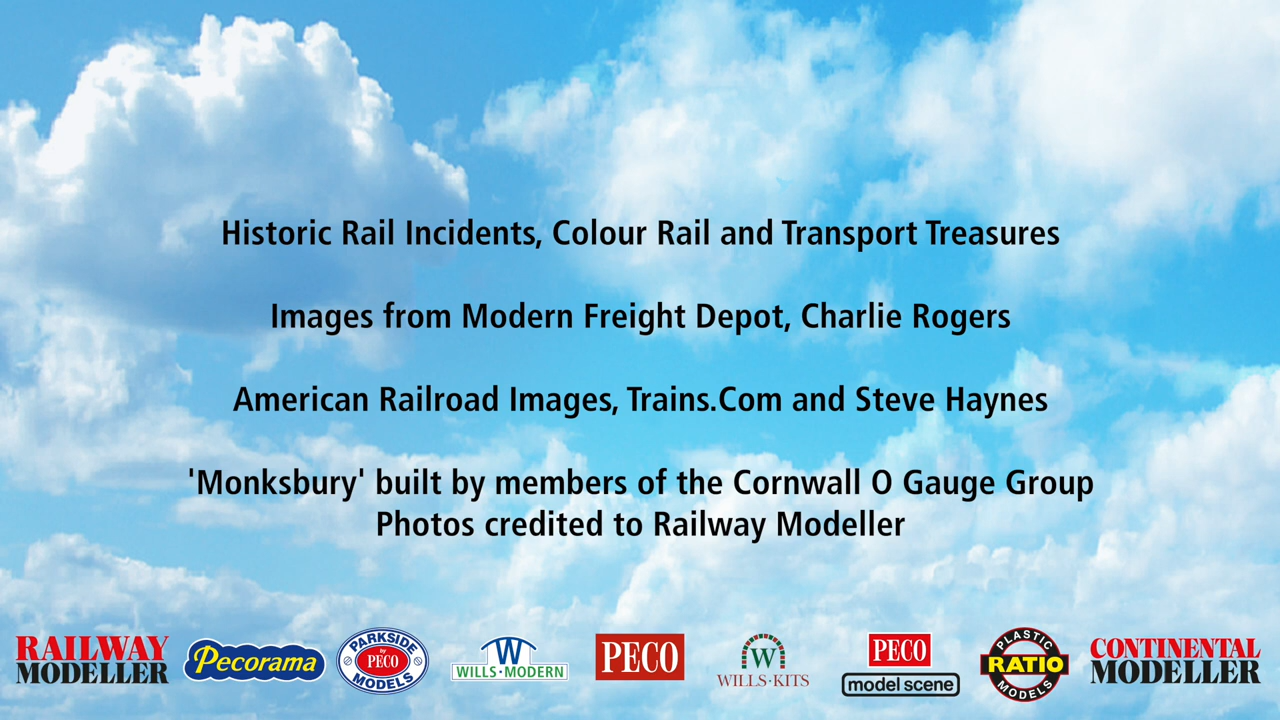 Historic Rail Incidents, Colour Rail and Transport Treasures
Images from Modern Freight Depot, Charlie Rogers
American Railroad Images, Trains.Com and Steve Haynes
'Monksbury' built by members of the Cornwall O Gauge Group
Photos credited to Railway Modeller
RAILWAY
MODELLER
Pecorama
PARKSIDE
by
PECO
MODELS
W
WILLS·MODERN
PECO
W
WILLS·KITS
PECO
model scene
PLASTIC
RATIO
MODELS
CONTINENTAL
MODELLER